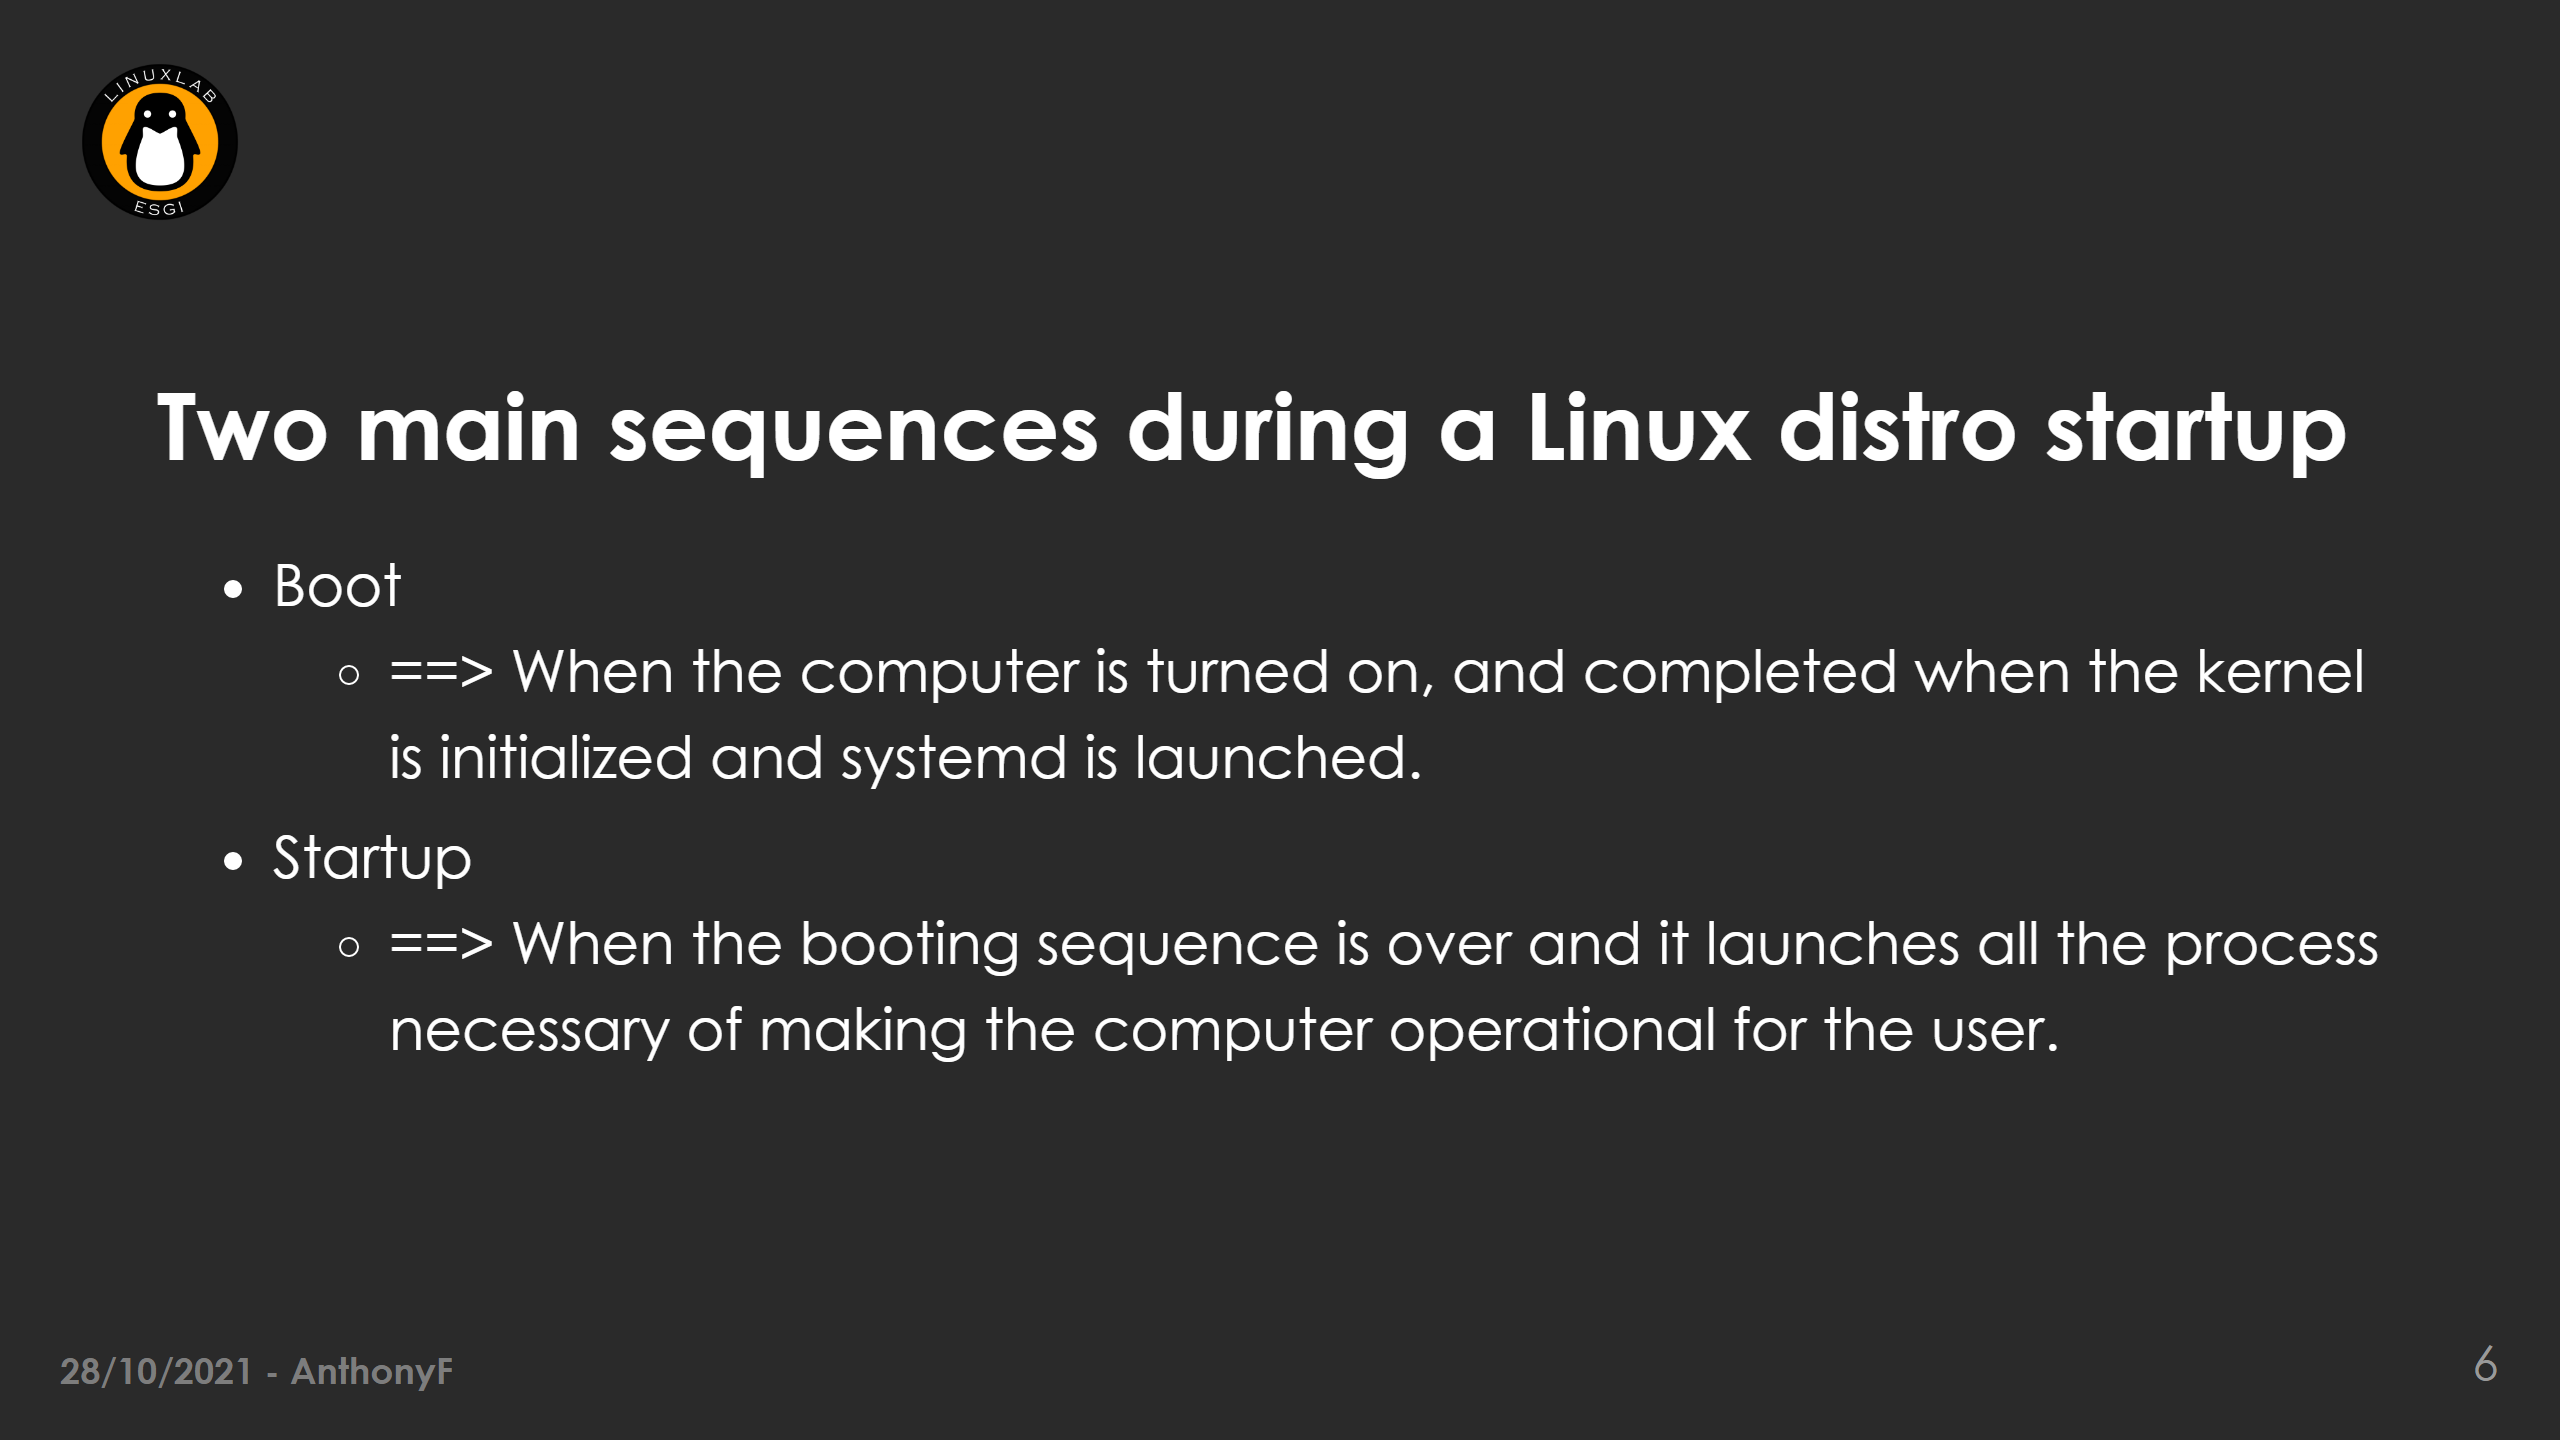 LINUXLAB
ESGI
Two main sequences during a Linux distro startup
• Boot
◦ ==> When the computer is turned on, and completed when the kernel
is initialized and systemd is launched.
• Startup
◦ ==> When the booting sequence is over and it launches all the process
necessary of making the computer operational for the user.
28/10/2021 - AnthonyF
6